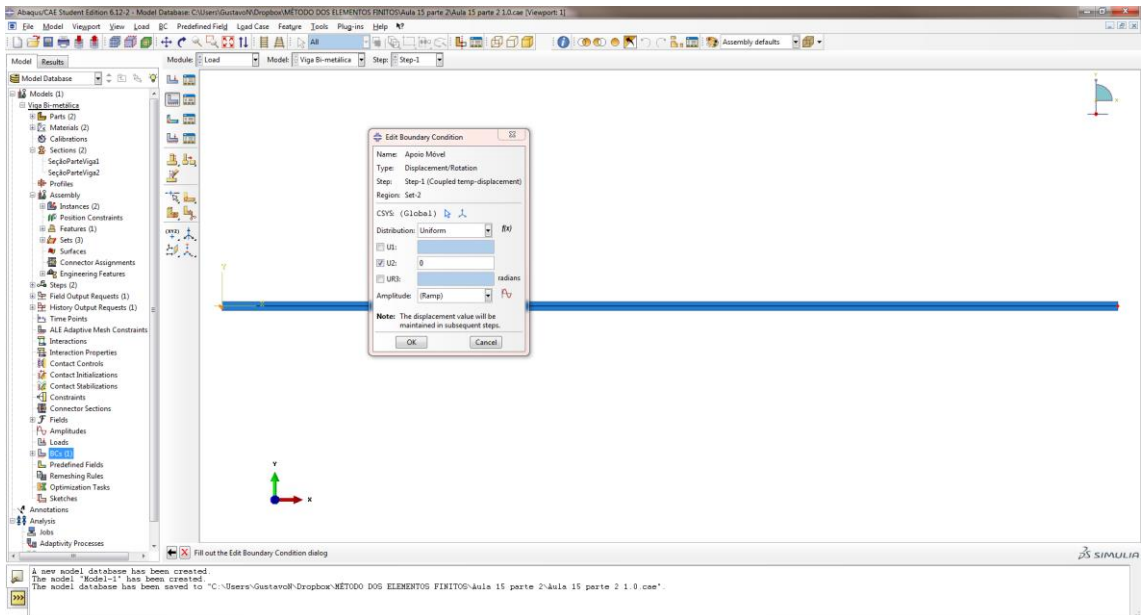 Abaqus/CAE Student Edition 6.12-2 - Model Database: C:\Users\GustavoN\Dropbox\MÉTODO DOS ELEMENTOS FINITOS\Aula 15 parte 2\Aula 15 parte 2 1.0.cae [Viewport: 1]
File Model Viewport View Load BC Predefined Field Load Case Feature Tools Plug-ins Help
All
Assembly defaults
Model Results
Module: Load Model: Viga Bi-metálica Step: Step-1
Model Database
Models (1)
Viga Bi-metálica
Parts (2)
Materials (2)
Calibrations
Sections (2)
SeçãoParteViga1
SeçãoParteViga2
Profiles
Assembly
Instances (2)
Position Constraints
Features (1)
Sets (3)
Surfaces
Connector Assignments
Engineering Features
Steps (2)
Field Output Requests (1)
History Output Requests (1)
Time Points
ALE Adaptive Mesh Constraints
Interactions
Interaction Properties
Contact Controls
Contact Initializations
Contact Stabilizations
Constraints
Connector Sections
Fields
Amplitudes
Loads
BCs (1)
Predefined Fields
Remeshing Rules
Optimization Tasks
Sketches
Annotations
Analysis
Jobs
Adaptivity Processes
Edit Boundary Condition
Name: Apoio Móvel
Type: Displacement/Rotation
Step: Step-1 (Coupled temp-displacement)
Region: Set-2
CSYS: (Global)
Distribution: Uniform f(x)
U1:
U2: 0
UR3: radians
Amplitude: (Ramp)
Note: The displacement value will be
maintained in subsequent steps.
OK Cancel
Y
Y
X
Fill out the Edit Boundary Condition dialog
SIMULIA
A new model database has been created.
The model "Model-1" has been created.
The model database has been saved to "C:\Users\GustavoN\Dropbox\MÉTODO DOS ELEMENTOS FINITOS\Aula 15 parte 2\Aula 15 parte 2 1.0.cae".
>>>